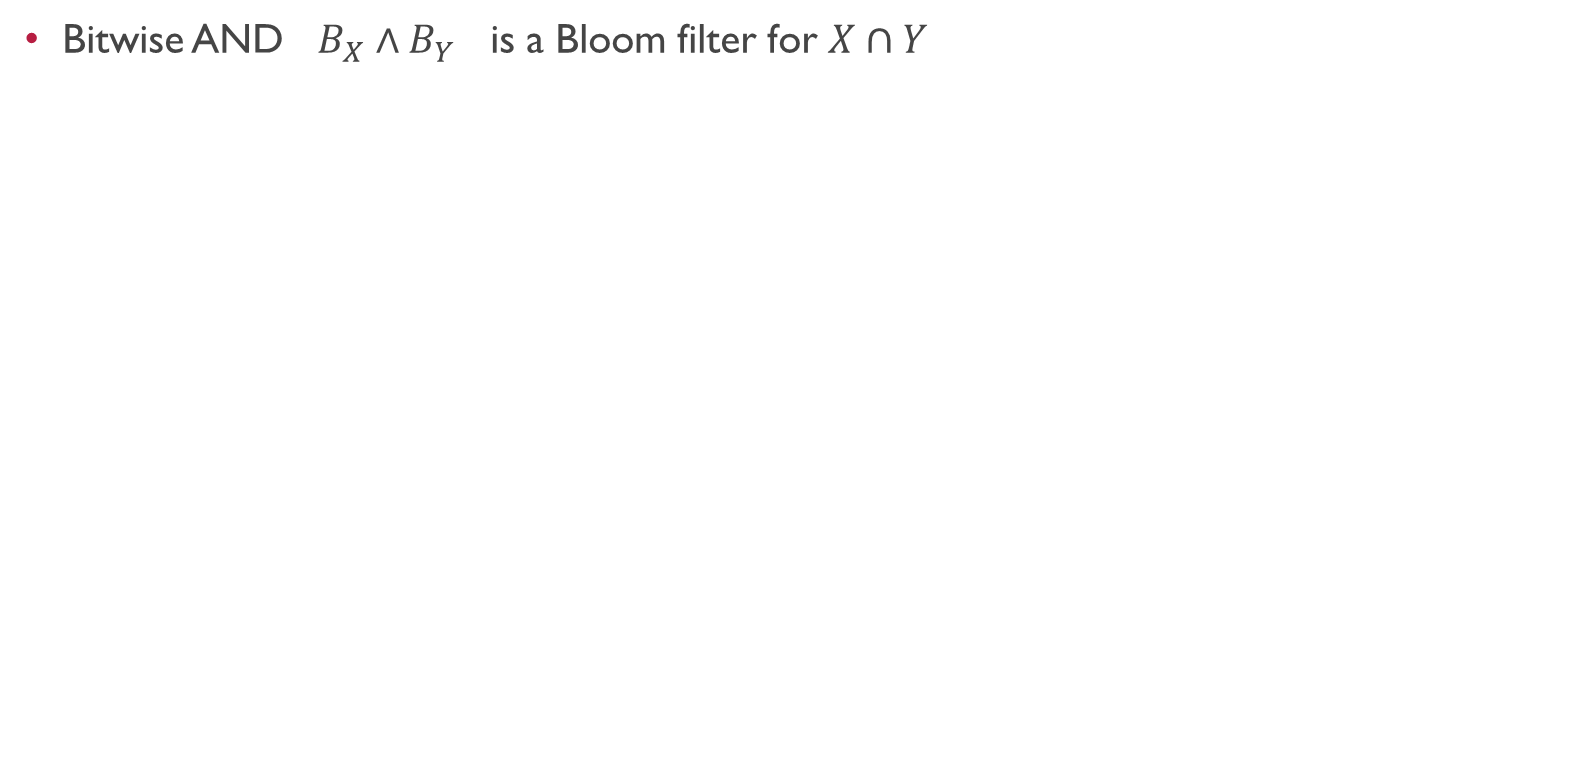 • Bitwise AND B_X ∧ B_Y is a Bloom filter for X ∩ Y